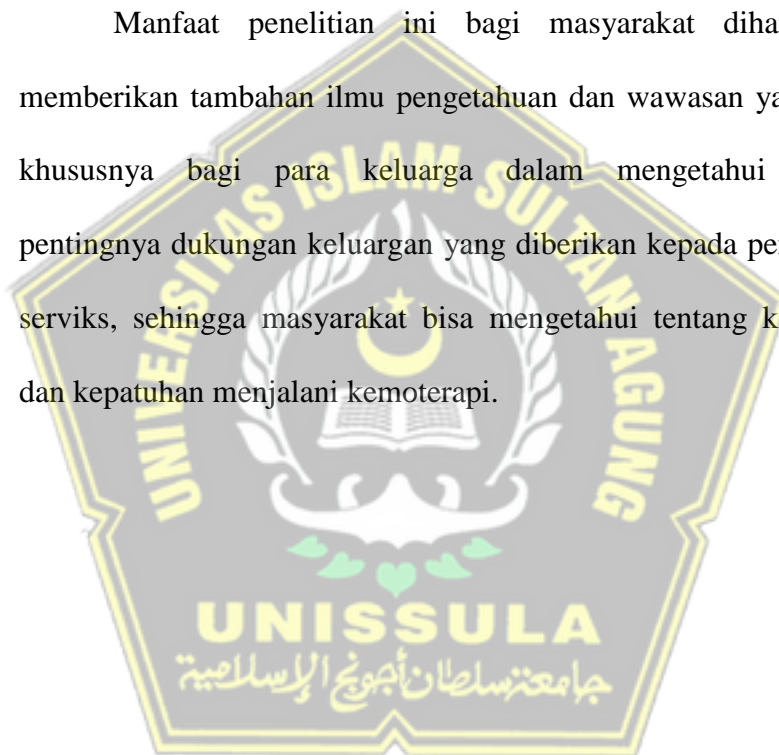 Manfaat penelitian ini bagi masyarakat diha
memberikan tambahan ilmu pengetahuan dan wawasan ya
khususnya bagi para keluarga dalam mengetahui
pentingnya dukungan keluargan yang diberikan kepada pe
serviks, sehingga masyarakat bisa mengetahui tentang k
dan kepatuhan menjalani kemoterapi.
UNIVERSITAS ISLAM SULTAN AGUNG
UNISSULA
جامعة سلطان أجونج الإسلامية